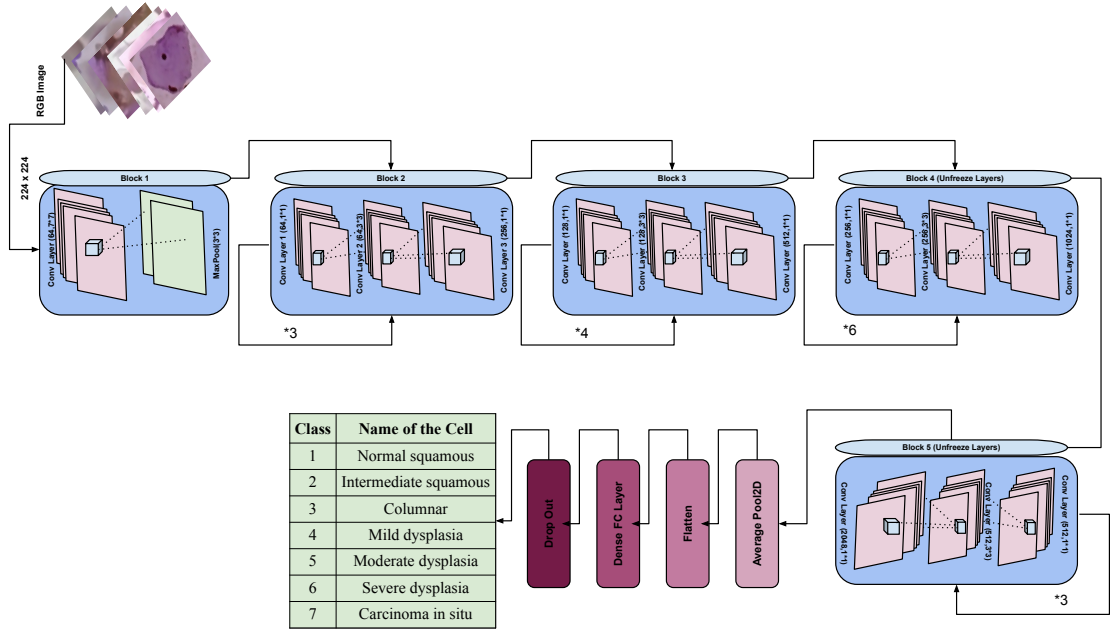 RGB Image
224 x 224
Block 1
Conv Layer (64,7*7)
MaxPool(3*3)
Block 2
Conv Layer 1 (64,1*1)
Conv Layer 2 (64,3*3)
Conv Layer 3 (256,1*1)
*3
Block 3
Conv Layer (128,1*1)
Conv Layer (128,3*3)
Conv Layer (512,1*1)
*4
Block 4 (Unfreeze Layers)
Conv Layer (256,1*1)
Conv Layer (256,3*3)
Conv Layer (1024,1*1)
*6
Block 5 (Unfreeze Layers)
Conv Layer (2048,1*1)
Conv Layer (512,3*3)
Conv Layer (512,1*1)
*3
Average Pool2D
Flatten
Dense FC Layer
Drop Out
Class Name of the Cell
1 Normal squamous
2 Intermediate squamous
3 Columnar
4 Mild dysplasia
5 Moderate dysplasia
6 Severe dysplasia
7 Carcinoma in situ